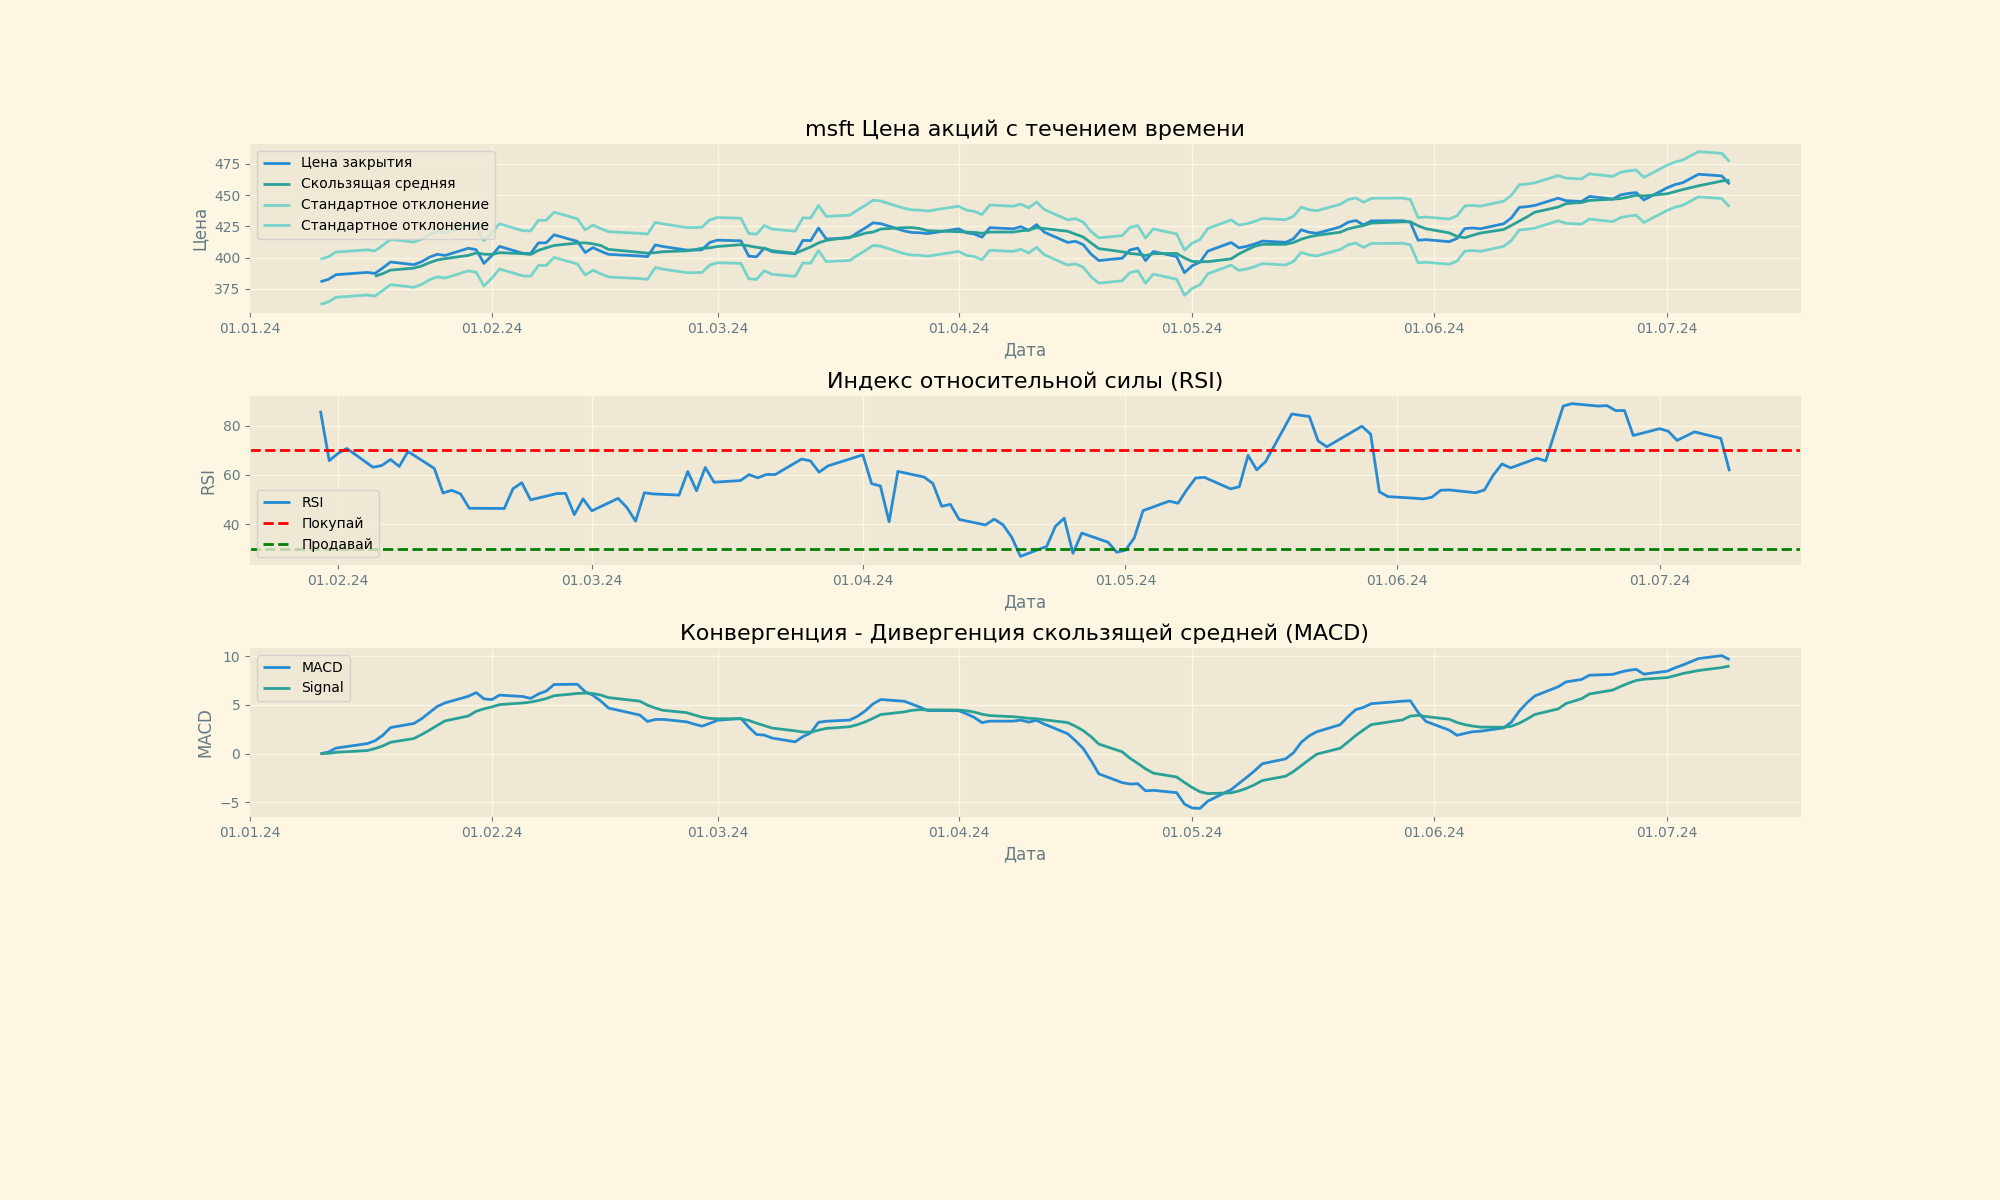 msft Цена акций с течением времени
Цена
475
450
425
400
375
Цена закрытия
Скользящая средняя
Стандартное отклонение
Стандартное отклонение
01.01.24 01.02.24 01.03.24 01.04.24 01.05.24 01.06.24 01.07.24
Дата
Индекс относительной силы (RSI)
RSI
80
60
40
RSI
Покупай
Продавай
01.02.24 01.03.24 01.04.24 01.05.24 01.06.24 01.07.24
Дата
Конвергенция - Дивергенция скользящей средней (MACD)
MACD
10
5
0
−5
MACD
Signal
01.01.24 01.02.24 01.03.24 01.04.24 01.05.24 01.06.24 01.07.24
Дата